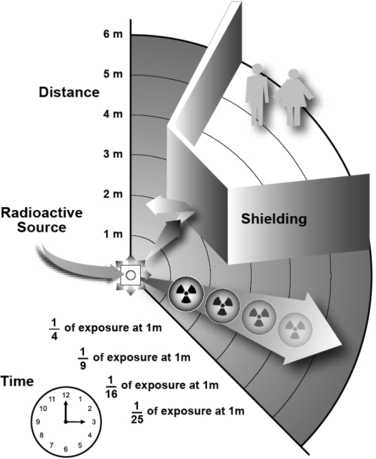 6 m
5 m
Distance
4 m
3 m
2 m
Radioactive
Source
Shielding
1 m
1/4 of exposure at 1m
1/9 of exposure at 1m
Time
1/16 of exposure at 1m
1/25 of exposure at 1m
12
11 1
10 2
9 3
8 4
7 5
6